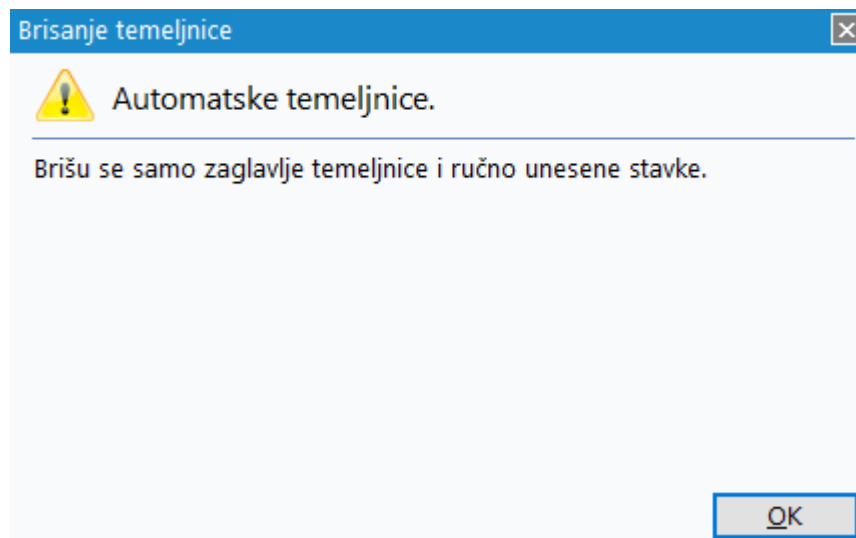 Brisanje temeljnice
Automatske temeljnice.
Brišu se samo zaglavlje temeljnice i ručno unesene stavke.
OK